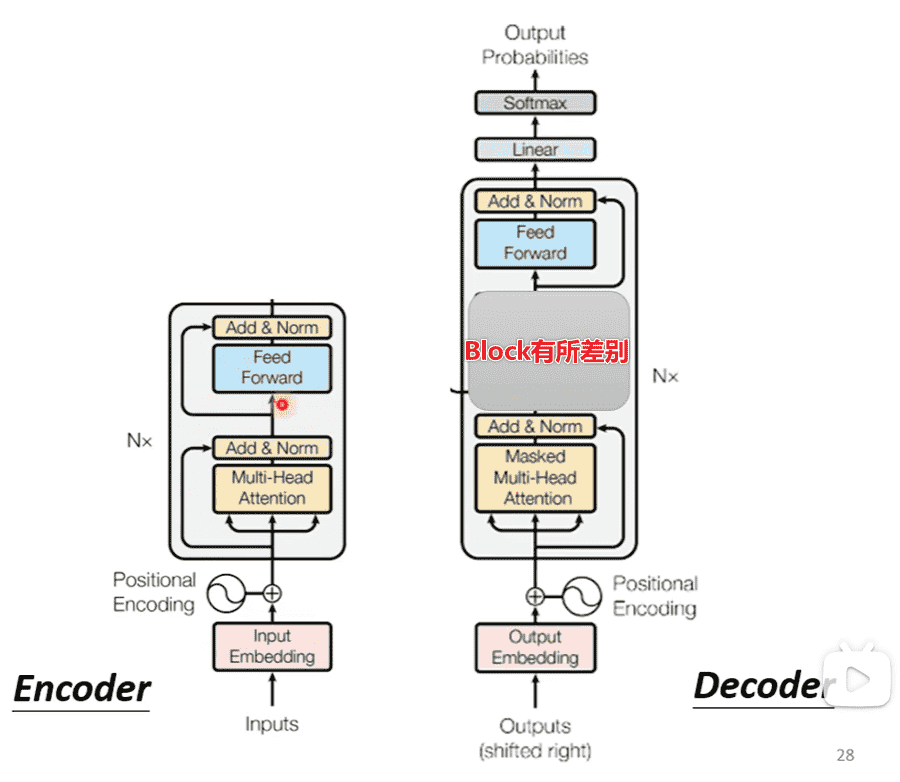 Output
Probabilities
Softmax
Linear
Add & Norm
Feed
Forward
Block有所差别
Add & Norm
Masked
Multi-Head
Attention
Nx
Positional
Encoding
Output
Embedding
Outputs
(shifted right)
Decoder
Add & Norm
Feed
Forward
Add & Norm
Multi-Head
Attention
Nx
Positional
Encoding
Input
Embedding
Inputs
Encoder
28